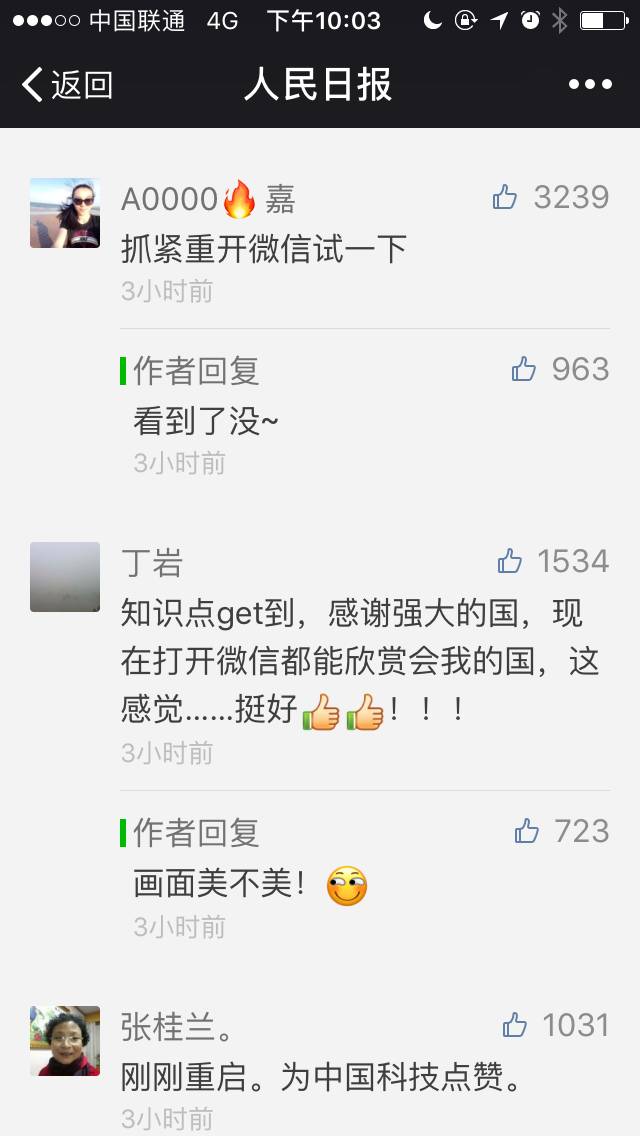 中国联通 4G 下午10:03
返回 人民日报
A0000🔥嘉 3239
抓紧重开微信试一下
3小时前
作者回复 963
看到了没~
3小时前
丁岩 1534
知识点get到，感谢强大的国，现
在打开微信都能欣赏会我的国，这
感觉……挺好👍👍！！！
3小时前
作者回复 723
画面美不美！
3小时前
张桂兰。 1031
刚刚重启。为中国科技点赞。
3小时前